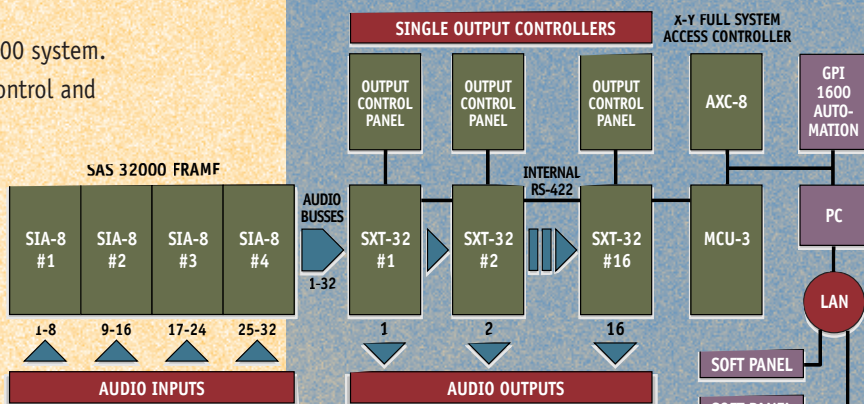 00 system.
ontrol and
SINGLE OUTPUT CONTROLLERS
X-Y FULL SYSTEM
ACCESS CONTROLLER
OUTPUT
CONTROL
PANEL
OUTPUT
CONTROL
PANEL
OUTPUT
CONTROL
PANEL
AXC-8
GPI
1600
AUTO-
MATION
SAS 32000 FRAME
INTERNAL
RS-422
AUDIO
BUSSES
1-32
SIA-8
#1
SIA-8
#2
SIA-8
#3
SIA-8
#4
SXT-32
#1
SXT-32
#2
SXT-32
#16
MCU-3
PC
LAN
1-8
9-16
17-24
25-32
1
2
16
AUDIO INPUTS
AUDIO OUTPUTS
SOFT PANEL
SOFT PANEL